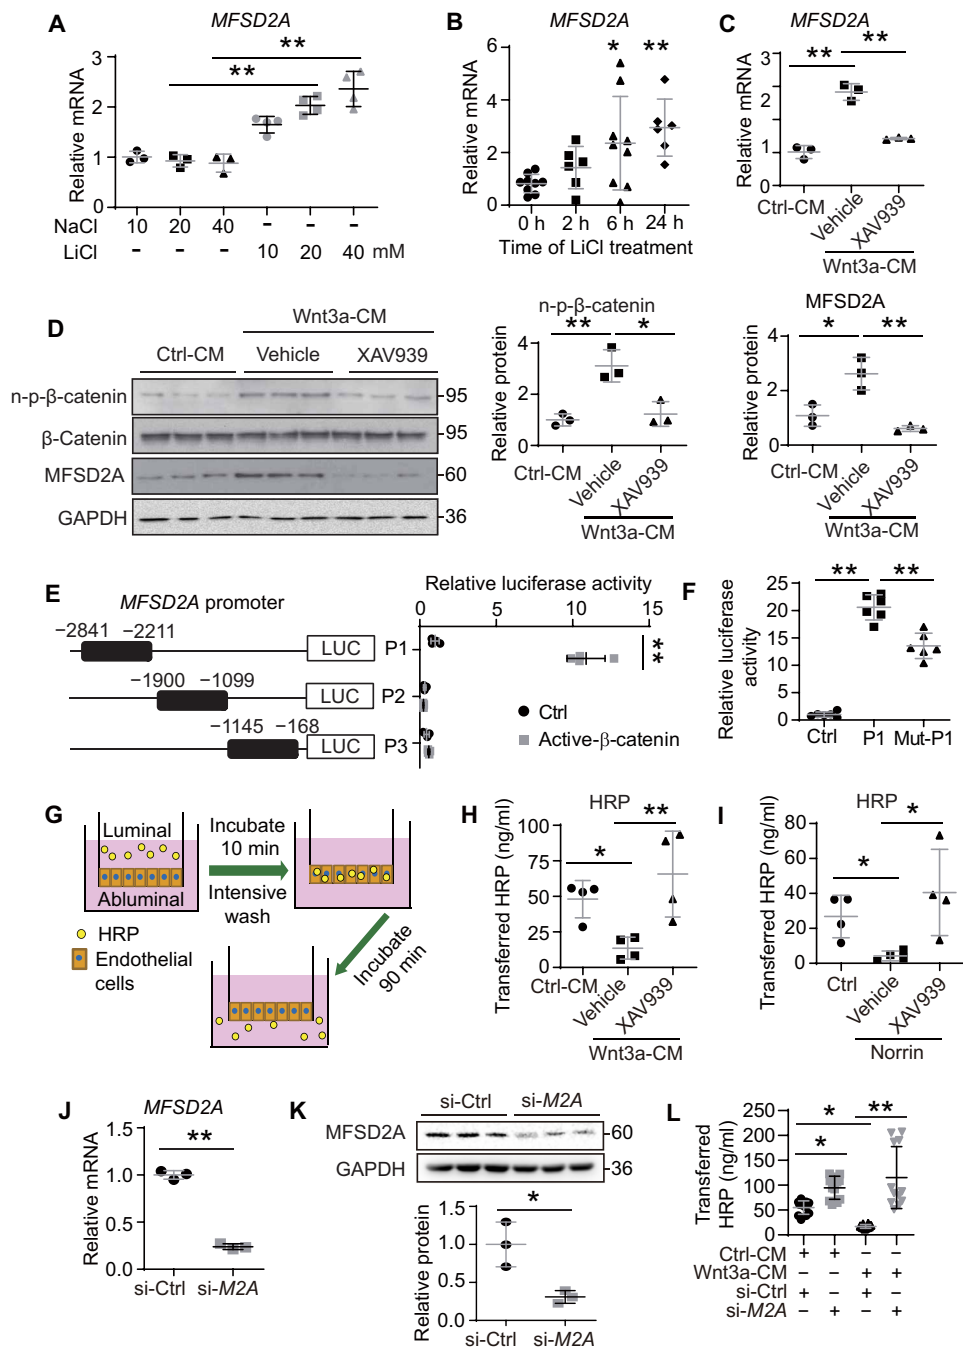 A
MFSD2A
Relative mRNA
3
2
1
0
**
**
NaCl 10 20 40 - - -
LiCl - - - 10 20 40 mM
B
MFSD2A
Relative mRNA
6
4
2
0
* **
0 h 2 h 6 h 24 h
Time of LiCl treatment
C
MFSD2A
Relative mRNA
3
2
2
1
0
** **
Ctrl-CM Vehicle XAV939
Wnt3a-CM
D
Wnt3a-CM
Ctrl-CM Vehicle XAV939
n-p-β-catenin -95
β-Catenin -95
MFSD2A -60
GAPDH -36
n-p-β-catenin
Relative protein
4
2
0
** *
Ctrl-CM Vehicle XAV939
Wnt3a-CM
MFSD2A
Relative protein
4
2
0
* **
Ctrl-CM Vehicle XAV939
Wnt3a-CM
E
MFSD2A promoter
Relative luciferase activity
0 5 10 15
−2841 −2211
LUC P1
**
−1900 −1099
LUC P2
−1145 −168
LUC P3
Ctrl
Active-β-catenin
F
Relative luciferase
activity
25
20
15
10
5
0
** **
Ctrl P1 Mut-P1
G
Luminal
Abluminal
Incubate
10 min
Intensive
wash
Incubate
90 min
HRP
Endothelial
cells
H
HRP
Transferred HRP (ng/ml)
100
75
50
25
0
* **
Ctrl-CM Vehicle XAV939
Wnt3a-CM
I
HRP
Transferred HRP (ng/ml)
80
60
40
20
0
* *
Ctrl Vehicle XAV939
Norrin
J
MFSD2A
Relative mRNA
1.5
1.0
0.5
0.0
**
si-Ctrl si-M2A
K
si-Ctrl si-M2A
MFSD2A -60
GAPDH -36
Relative protein
1.5
1.0
0.5
0.0
*
si-Ctrl si-M2A
L
Transferred
HRP (ng/ml)
250
200
150
100
50
0
* **
*
Ctrl-CM + + − −
Wnt3a-CM − − + +
si-Ctrl + − + −
si-M2A − + − +